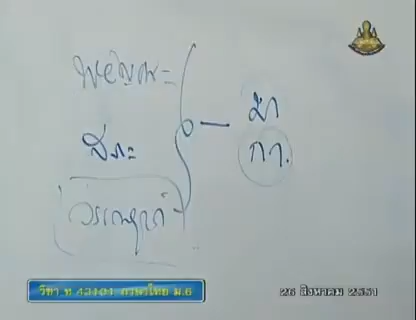 พยัญชนะ
สระ
วรรณยุกต์
กา.
วิชา ท 43101 ภาษาไทย ม.6
26 สิงหาคม 2551